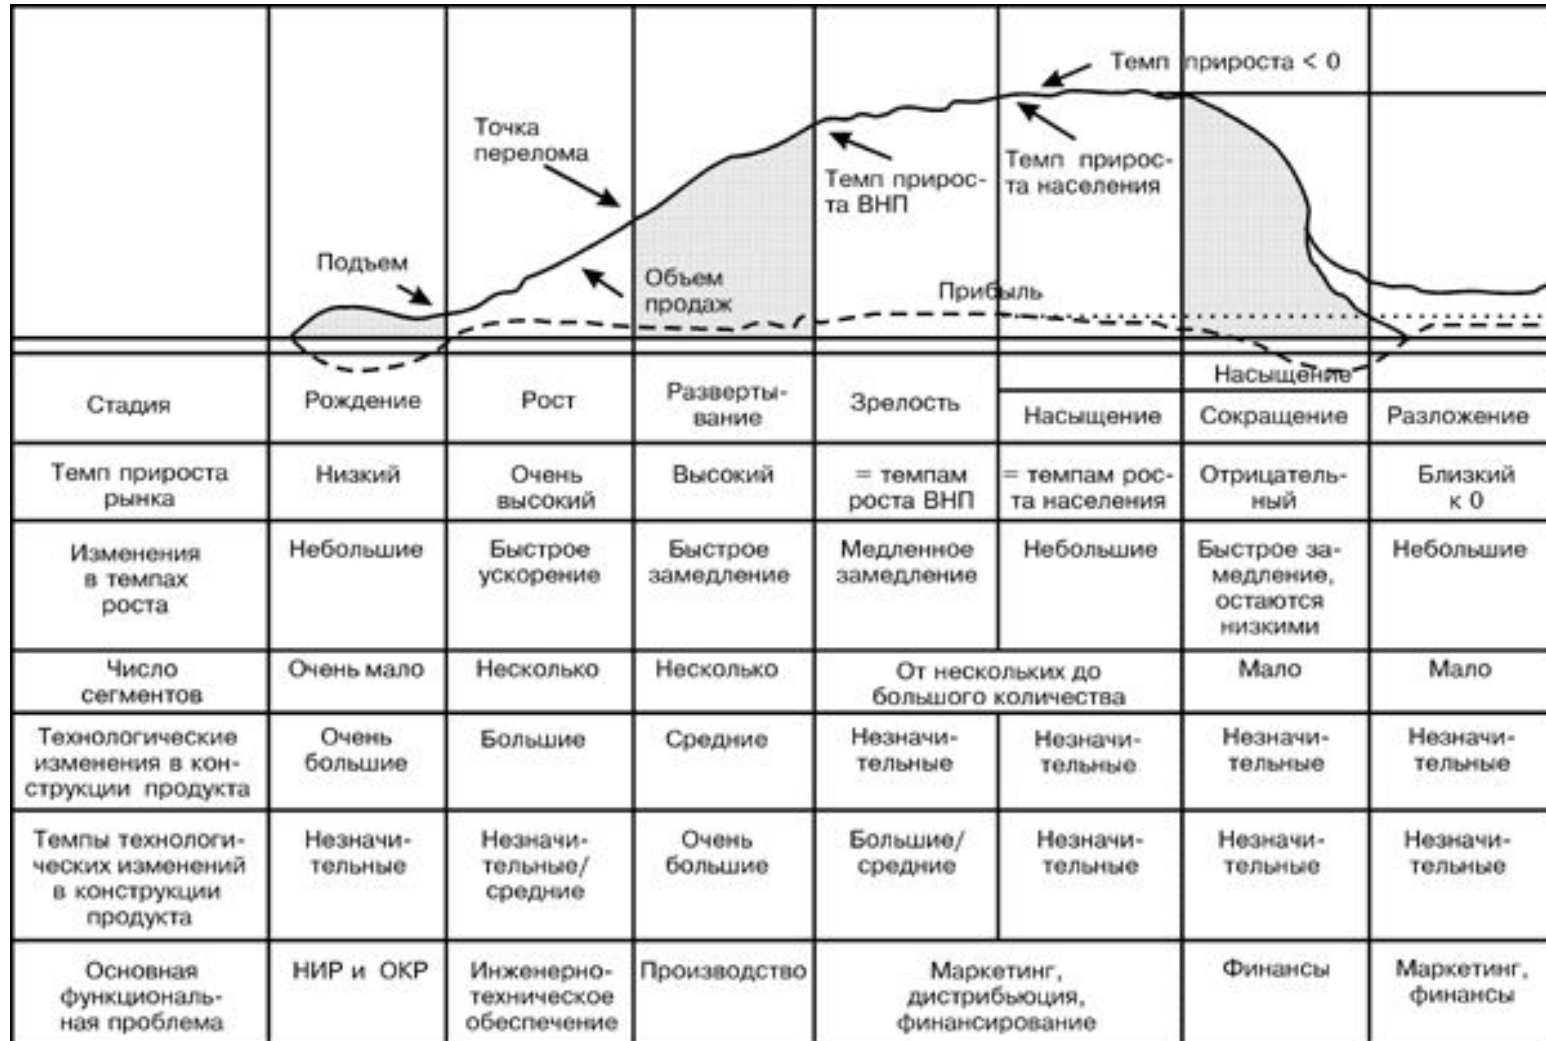 Темп прироста < 0
Точка
перелома
Темп прирос-
та ВНП
Темп прирос-
та населения
Подъем
Объем
продаж
Прибыль
Стадия
Рождение
Рост
Разверты-
вание
Зрелость
Насыщение
Насыщение
Сокращение
Разложение
Темп прироста
рынка
Низкий
Очень
высокий
Высокий
= темпам
роста ВНП
= темпам рос-
та населения
Отрицатель-
ный
Близкий
к 0
Изменения
в темпах
роста
Небольшие
Быстрое
ускорение
Быстрое
замедление
Медленное
замедление
Небольшие
Быстрое за-
медление,
остаются
низкими
Небольшие
Число
сегментов
Очень мало
Несколько
Несколько
От нескольких до
большого количества
Мало
Мало
Технологические
изменения в кон-
струкции продукта
Очень
большие
Большие
Средние
Незначи-
тельные
Незначи-
тельные
Незначи-
тельные
Незначи-
тельные
Темпы технологи-
ческих изменений
в конструкции
продукта
Незначи-
тельные
Незначи-
тельные/
средние
Очень
большие
Большие/
средние
Незначи-
тельные
Незначи-
тельные
Незначи-
тельные
Основная
функциональ-
ная проблема
НИР и ОКР
Инженерно-
техническое
обеспечение
Производство
Маркетинг,
дистрибьюция,
финансирование
Финансы
Маркетинг,
финансы